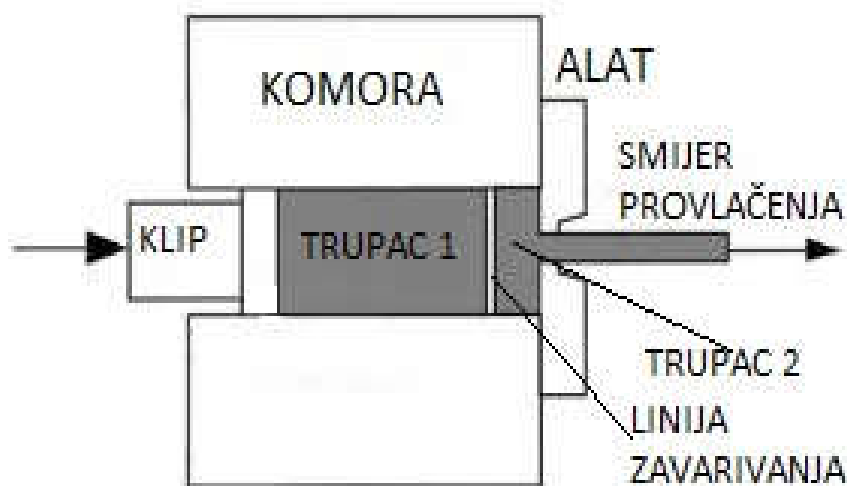 KOMORA
ALAT
SMIJER
PROVLAČENJA
KLIP
TRUPAC 1
TRUPAC 2
LINIJA
ZAVARIVANJA